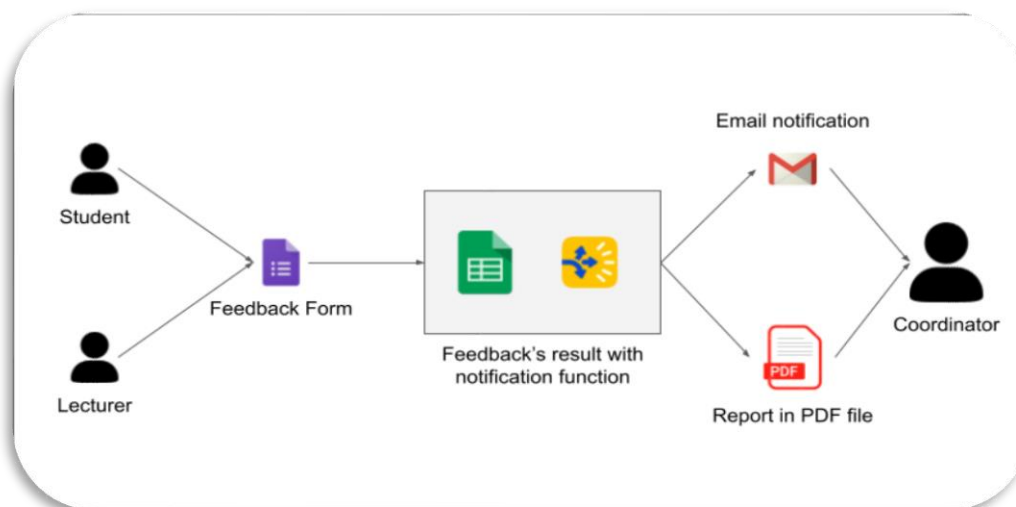 Email notification
Student
Feedback Form
Lecturer
Feedback's result with
notification function
Coordinator
PDF
Report in PDF file